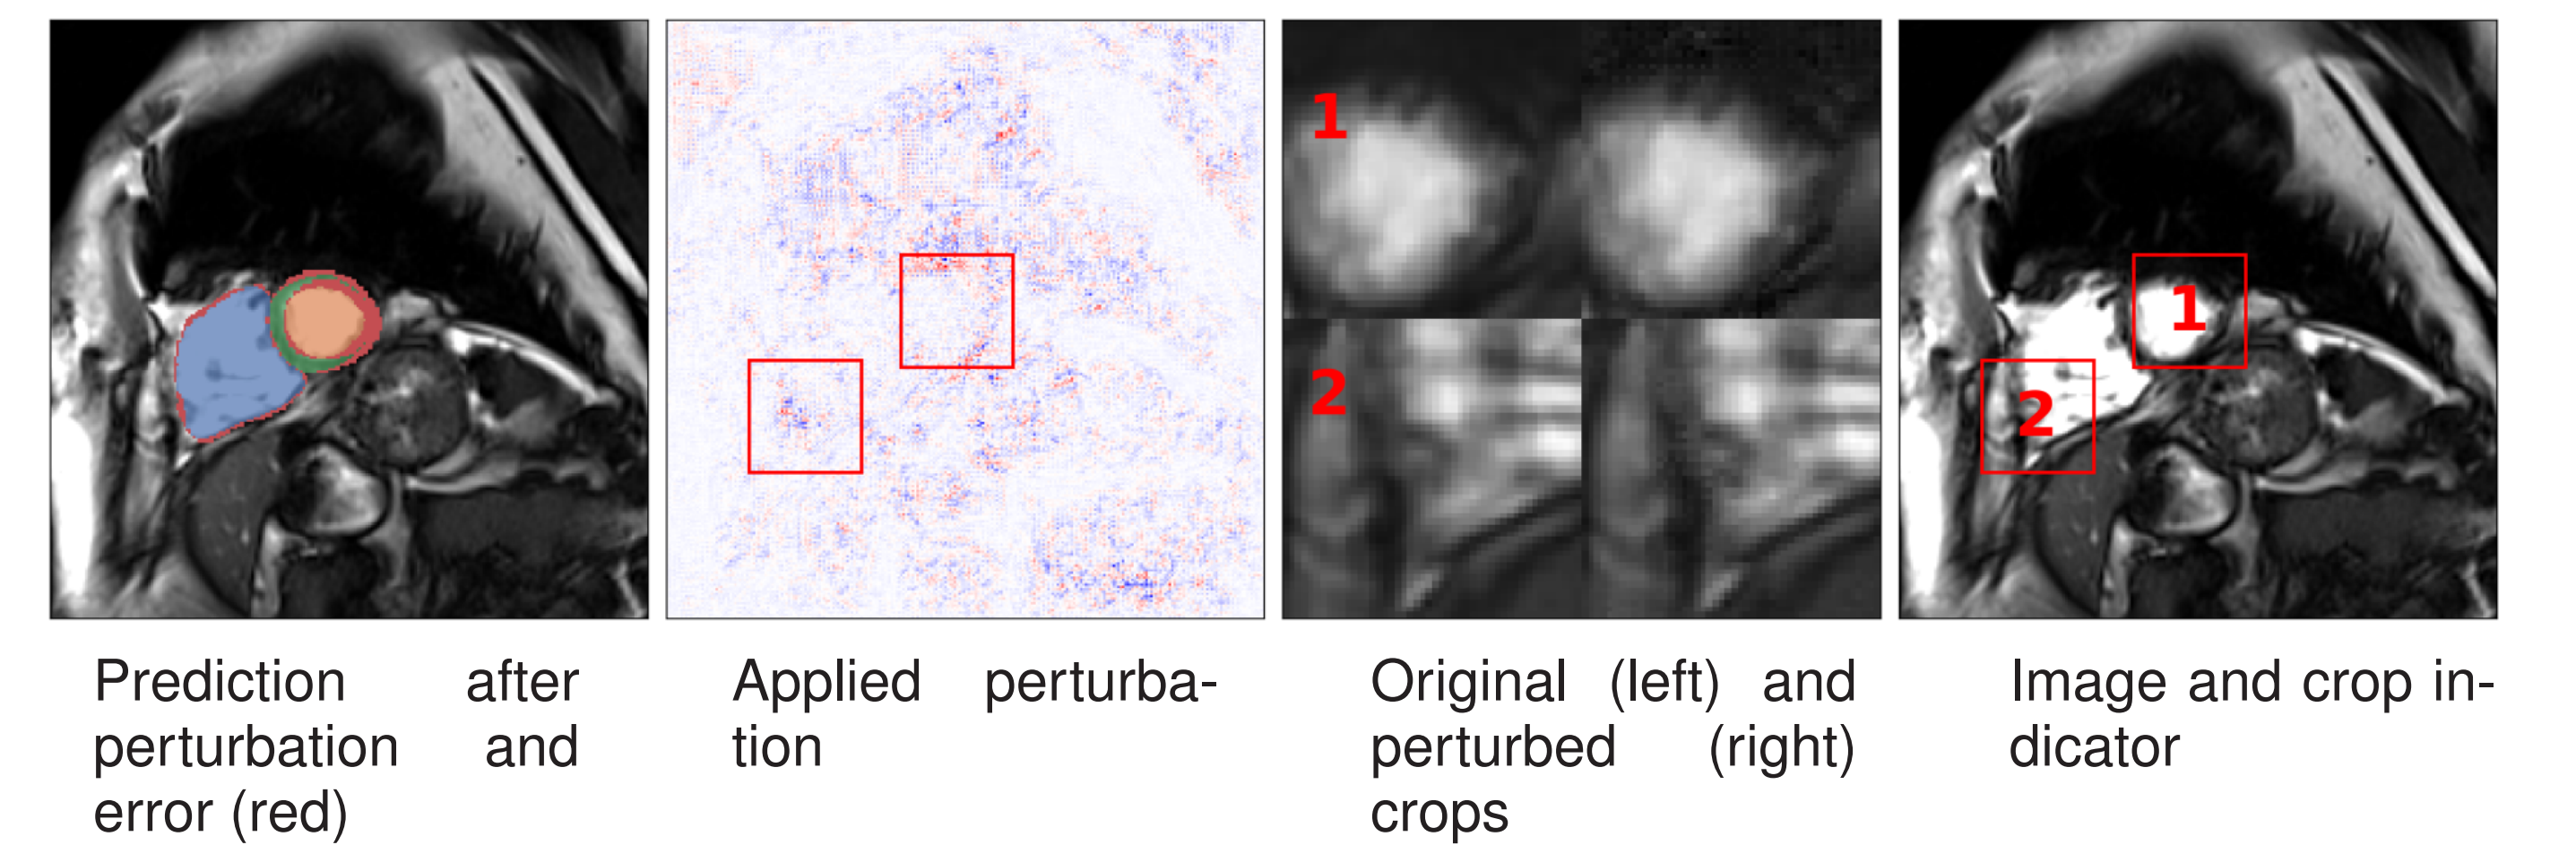 1
2
1
2
Prediction after
perturbation and
error (red)
Applied perturba-
tion
Original (left) and
perturbed (right)
crops
Image and crop in-
dicator